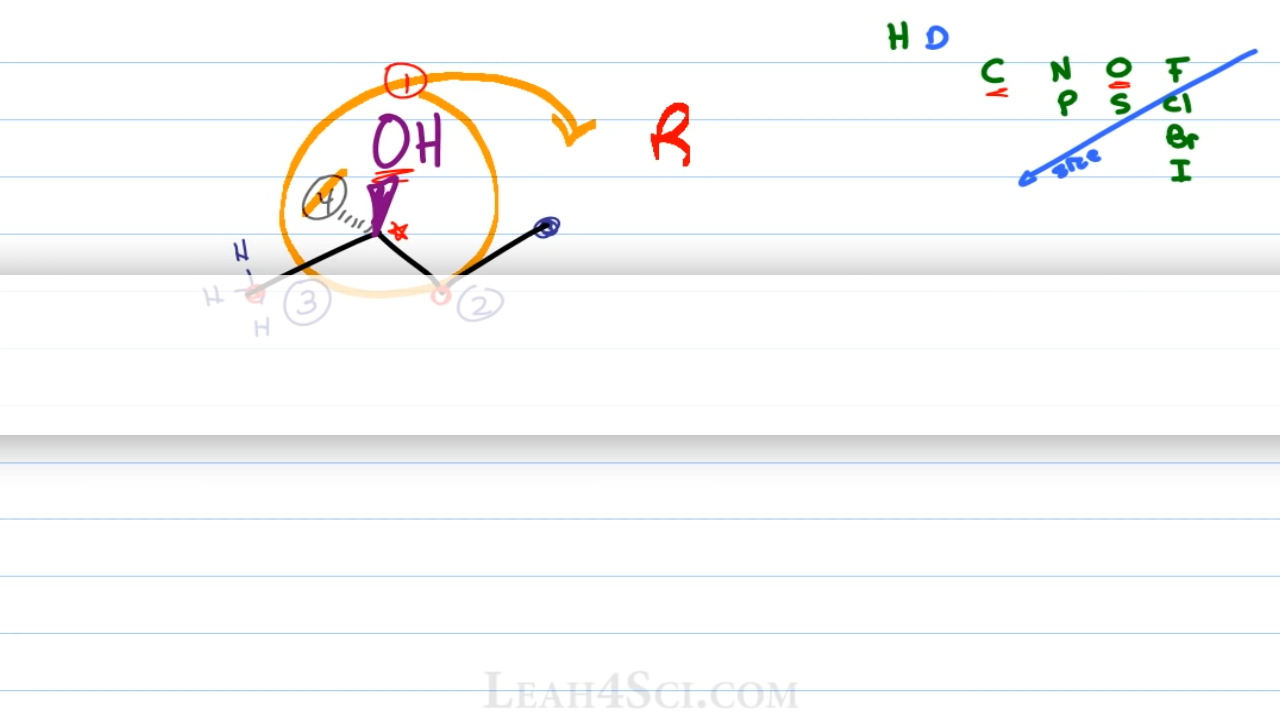 H D
C N O F
P S Cl
Br
I
size
1
OH
R
4
H
H 3 2
H
LEAH4SCI.COM